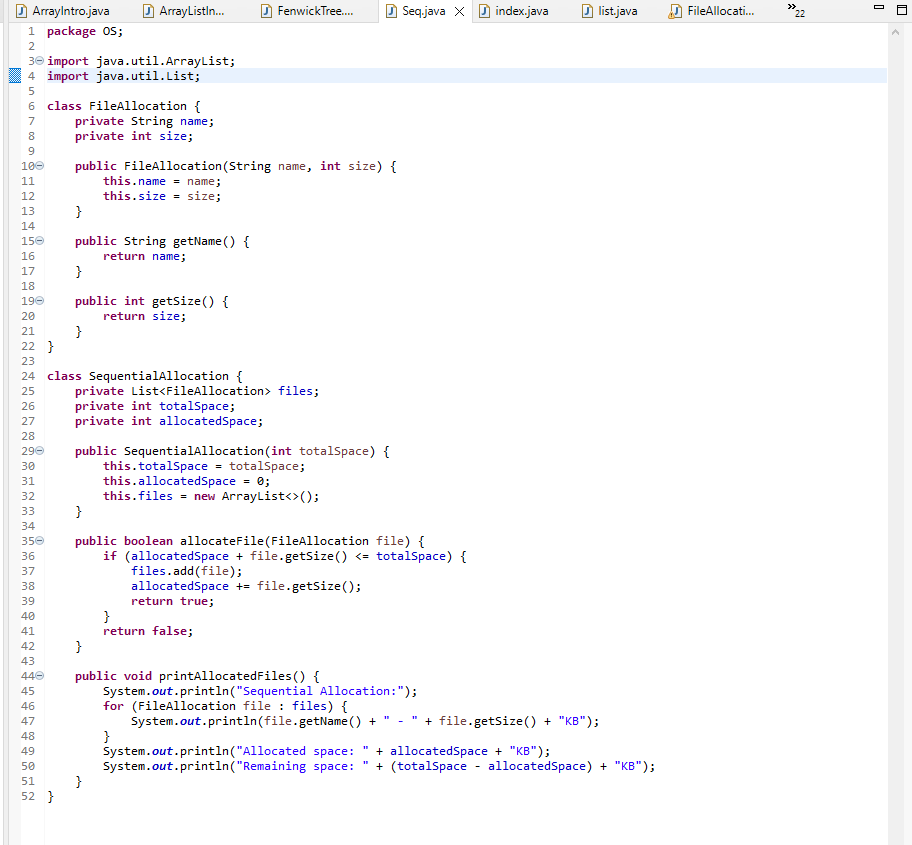 ArrayIntro.java ArrayListIn... FenwickTree.... Seq.java index.java list.java FileAllocati... 22
1 package OS;
2
3 import java.util.ArrayList;
4 import java.util.List;
5
6 class FileAllocation {
7     private String name;
8     private int size;
9
10     public FileAllocation(String name, int size) {
11         this.name = name;
12         this.size = size;
13     }
14
15     public String getName() {
16         return name;
17     }
18
19     public int getSize() {
20         return size;
21     }
22 }
23
24 class SequentialAllocation {
25     private List<FileAllocation> files;
26     private int totalSpace;
27     private int allocatedSpace;
28
29     public SequentialAllocation(int totalSpace) {
30         this.totalSpace = totalSpace;
31         this.allocatedSpace = 0;
32         this.files = new ArrayList<>();
33     }
34
35     public boolean allocateFile(FileAllocation file) {
36         if (allocatedSpace + file.getSize() <= totalSpace) {
37             files.add(file);
38             allocatedSpace += file.getSize();
39             return true;
40         }
41         return false;
42     }
43
44     public void printAllocatedFiles() {
45         System.out.println("Sequential Allocation:");
46         for (FileAllocation file : files) {
47             System.out.println(file.getName() + " - " + file.getSize() + "KB");
48         }
49         System.out.println("Allocated space: " + allocatedSpace + "KB");
50         System.out.println("Remaining space: " + (totalSpace - allocatedSpace) + "KB");
51     }
52 }